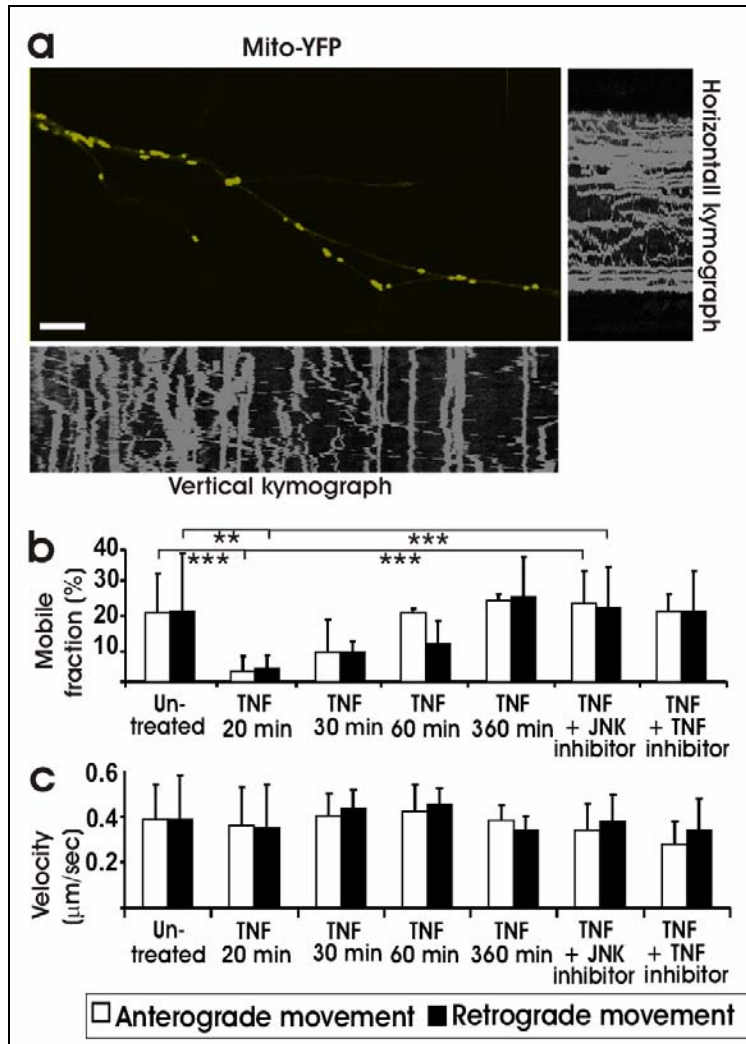 a
Mito-YFP
Horizontall kymograph
Vertical kymograph
b
** ***
*** ***
Mobile
fraction (%)
40
30
20
10
Un-
treated
TNF
20 min
TNF
30 min
TNF
60 min
TNF
360 min
TNF
+ JNK
inhibitor
TNF
+ TNF
inhibitor
c
Velocity
(µm/sec)
0.6
0.4
0.2
Un-
treated
TNF
20 min
TNF
30 min
TNF
60 min
TNF
360 min
TNF
+ JNK
inhibitor
TNF
+ TNF
inhibitor
Anterograde movement Retrograde movement